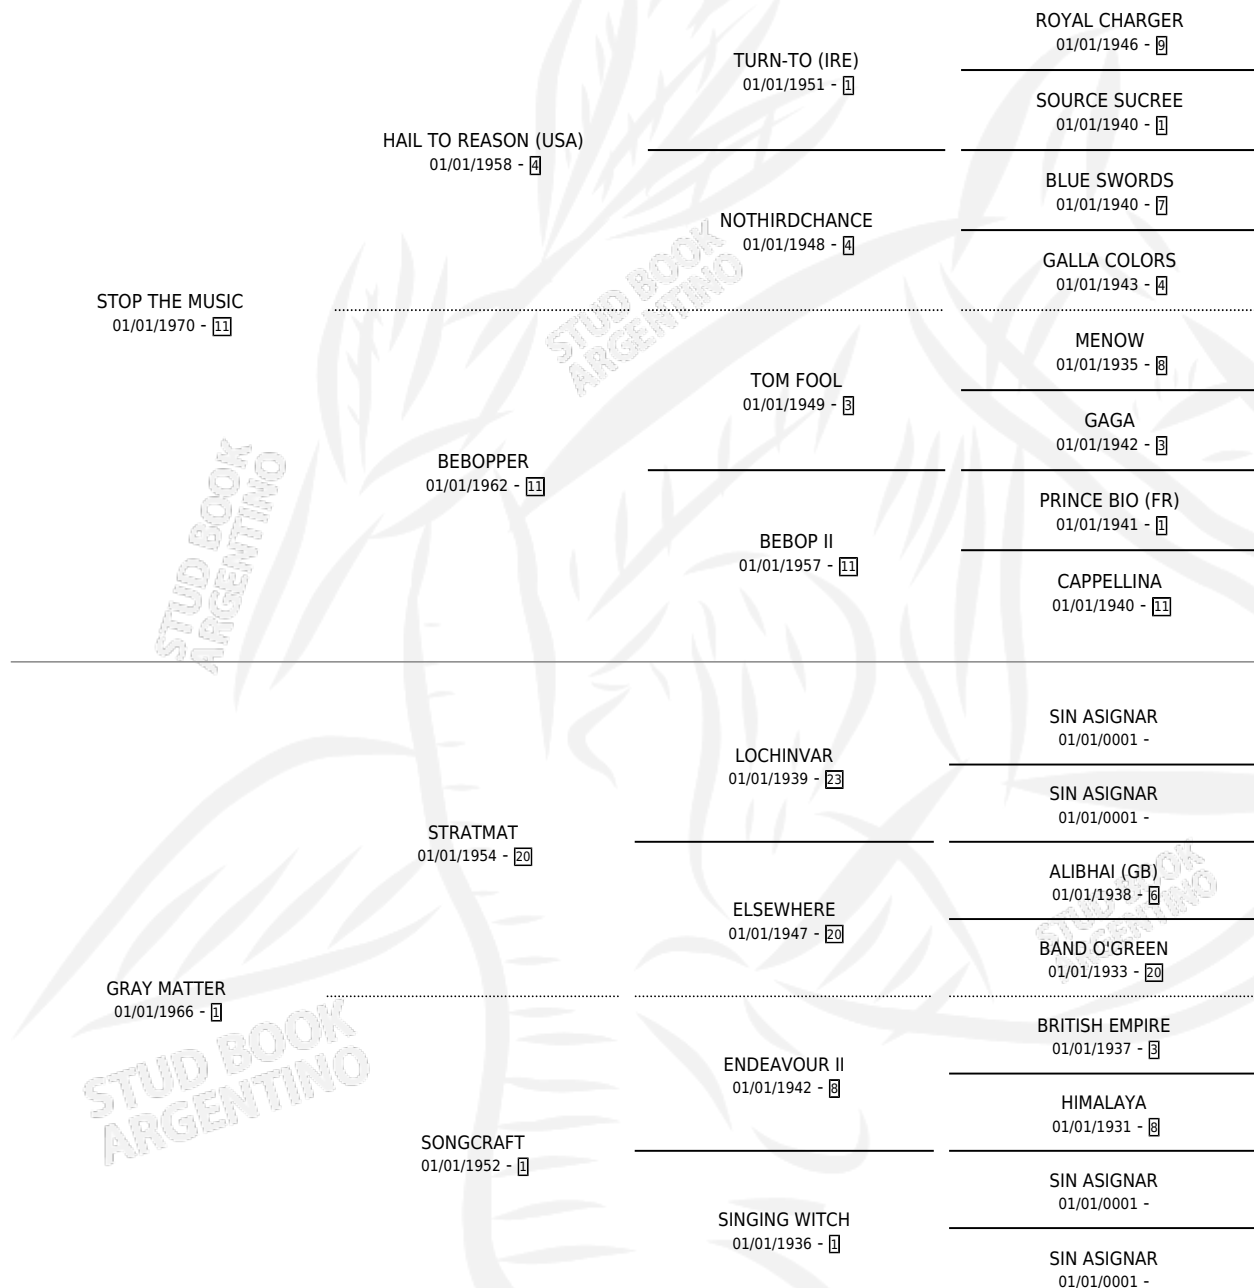 ROYAL CHARGER
01/01/1946 - 9
TURN-TO (IRE)
01/01/1951 - 1
SOURCE SUCREE
01/01/1940 - 1
HAIL TO REASON (USA)
01/01/1958 - 4
BLUE SWORDS
01/01/1940 - 7
NOTHIRDCHANCE
01/01/1948 - 4
GALLA COLORS
01/01/1943 - 4
STOP THE MUSIC
01/01/1970 - 11
MENOW
01/01/1935 - 8
TOM FOOL
01/01/1949 - 3
GAGA
01/01/1942 - 3
BEBOPPER
01/01/1962 - 11
PRINCE BIO (FR)
01/01/1941 - 1
BEBOP II
01/01/1957 - 11
CAPPELLINA
01/01/1940 - 11
SIN ASIGNAR
01/01/0001 -
LOCHINVAR
01/01/1939 - 23
SIN ASIGNAR
01/01/0001 -
STRATMAT
01/01/1954 - 20
ALIBHAI (GB)
01/01/1938 - 6
ELSEWHERE
01/01/1947 - 20
BAND O'GREEN
01/01/1933 - 20
GRAY MATTER
01/01/1966 - 1
BRITISH EMPIRE
01/01/1937 - 3
ENDEAVOUR II
01/01/1942 - 8
HIMALAYA
01/01/1931 - 8
SONGCRAFT
01/01/1952 - 1
SIN ASIGNAR
01/01/0001 -
SINGING WITCH
01/01/1936 - 1
SIN ASIGNAR
01/01/0001 -
STUD BOOK
ARGENTINO
STUD BOOK
ARGENTINO
STUD BOOK
ARGENTINO
STUD BOOK
ARGENTINO